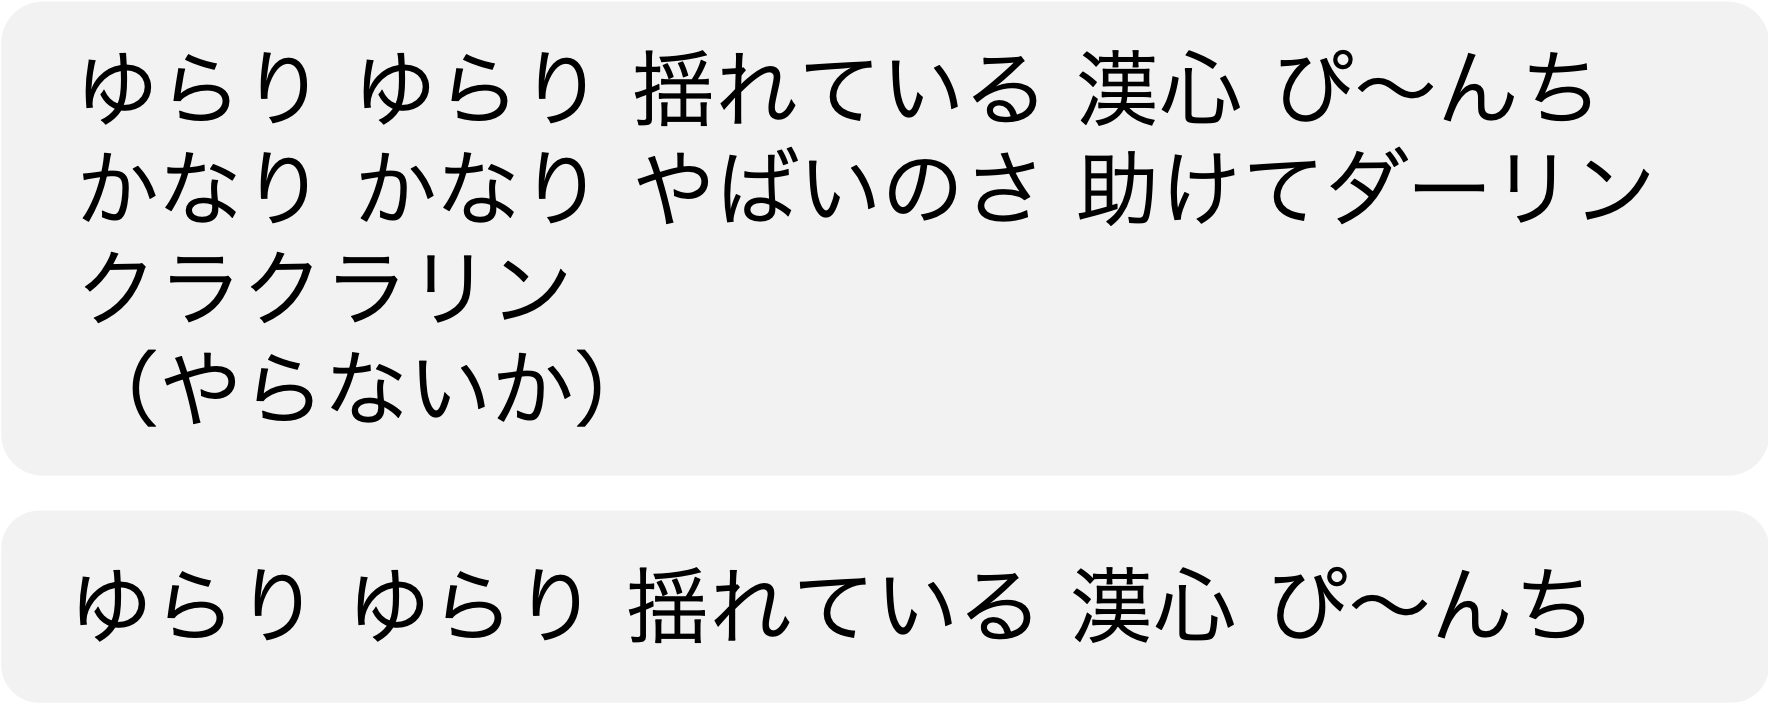 ゆらり ゆらり 揺れている 漢心 ぴ～んち
かなり かなり やばいのさ 助けてダーリン
クラクラリン
（やらないか）
ゆらり ゆらり 揺れている 漢心 ぴ～んち